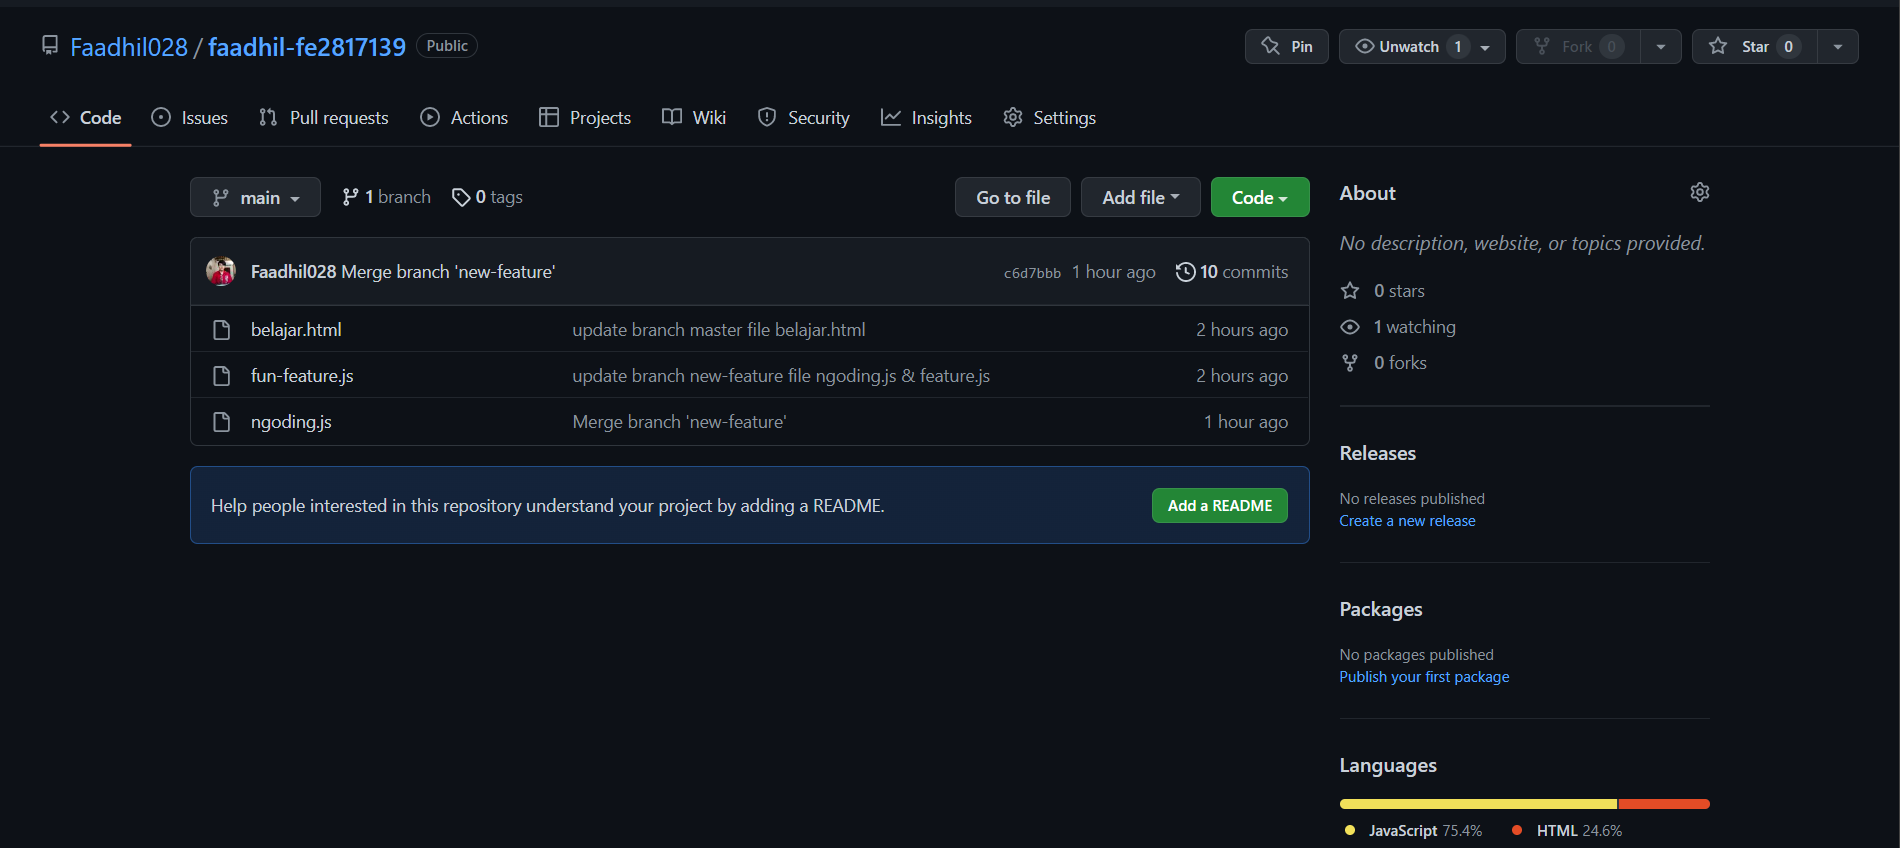 Faadhil028 / faadhil-fe2817139 Public
Pin Unwatch 1 Fork 0 Star 0
Code Issues Pull requests Actions Projects Wiki Security Insights Settings
main 1 branch 0 tags Go to file Add file Code
Faadhil028 Merge branch 'new-feature' c6d7bbb 1 hour ago 10 commits
belajar.html update branch master file belajar.html 2 hours ago
fun-feature.js update branch new-feature file ngoding.js & feature.js 2 hours ago
ngoding.js Merge branch 'new-feature' 1 hour ago
Help people interested in this repository understand your project by adding a README. Add a README
About
No description, website, or topics provided.
0 stars
1 watching
0 forks
Releases
No releases published
Create a new release
Packages
No packages published
Publish your first package
Languages
JavaScript 75.4% HTML 24.6%